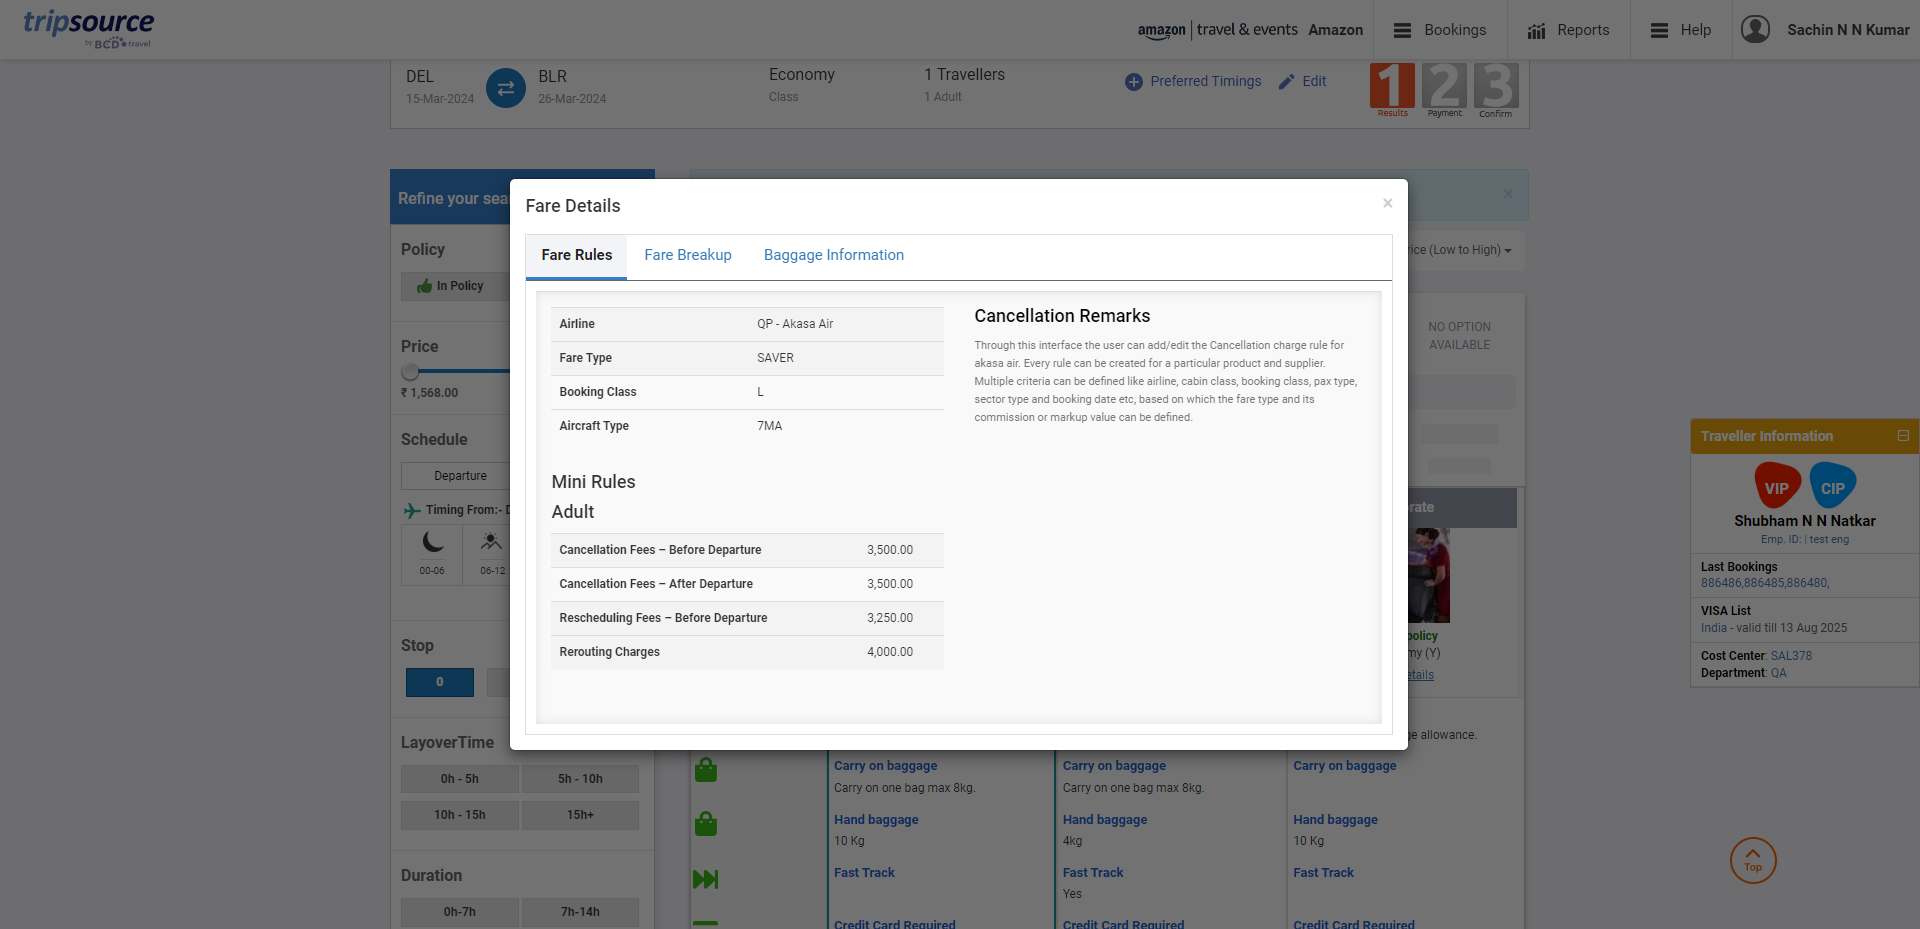 tripsource
by BCD travel
amazon | travel & events Amazon
Bookings
Reports
Help
Sachin N N Kumar
DEL
15-Mar-2024
BLR
26-Mar-2024
Economy
Class
1 Travellers
1 Adult
Preferred Timings
Edit
1 2 3
Results Payment Confirm
Refine your sea
Policy
In Policy
Price
₹ 1,568.00
Schedule
Departure
Timing From:- D
00-06
06-12
Stop
0
LayoverTime
0h - 5h
5h - 10h
10h - 15h
15h+
Duration
0h-7h
7h-14h
Fare Details
×
Fare Rules
Fare Breakup
Baggage Information
Airline QP - Akasa Air
Fare Type SAVER
Booking Class L
Aircraft Type 7MA
Mini Rules
Adult
Cancellation Fees – Before Departure 3,500.00
Cancellation Fees – After Departure 3,500.00
Rescheduling Fees – Before Departure 3,250.00
Rerouting Charges 4,000.00
Cancellation Remarks
Through this interface the user can add/edit the Cancellation charge rule for
akasa air. Every rule can be created for a particular product and supplier.
Multiple criteria can be defined like airline, cabin class, booking class, pax type,
sector type and booking date etc, based on which the fare type and its
commission or markup value can be defined.
×
rice (Low to High)
NO OPTION
AVAILABLE
rate
policy
my (Y)
etails
ge allowance.
Carry on baggage
Carry on one bag max 8kg.
Hand baggage
10 Kg
Fast Track
Credit Card Required
Carry on baggage
Carry on one bag max 8kg.
Hand baggage
4kg
Fast Track
Yes
Credit Card Required
Carry on baggage
Hand baggage
10 Kg
Fast Track
Credit Card Required
Traveller Information
VIP CIP
Shubham N N Natkar
Emp. ID: | test eng
Last Bookings
886486,886485,886480,
VISA List
India - valid till 13 Aug 2025
Cost Center: SAL378
Department: QA
Top